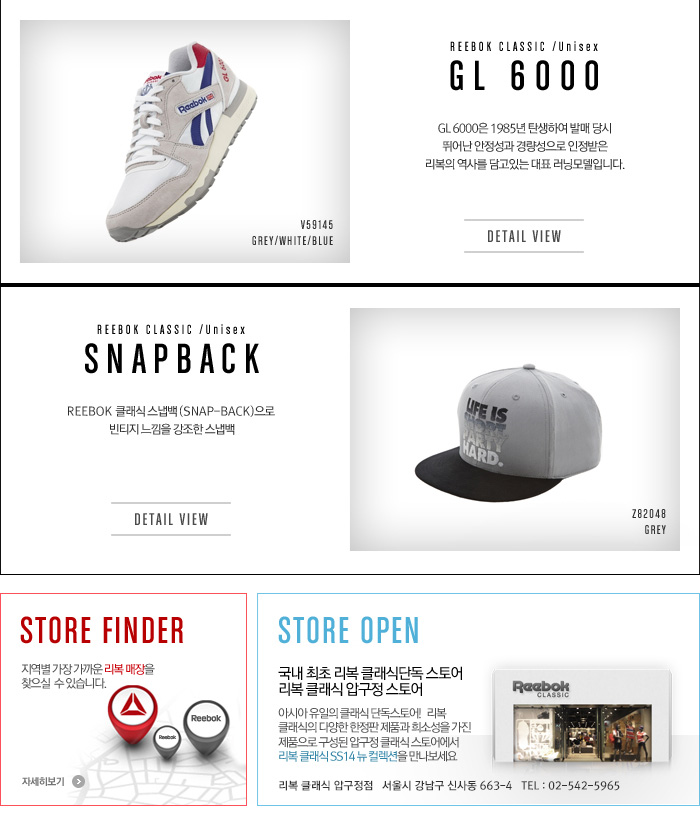 REEBOK CLASSIC /Unisex
GL 6000
GL 6000은 1985년 탄생하여 발매 당시
뛰어난 안정성과 경량성으로 인정받은
리복의 역사를 담고있는 대표 러닝모델입니다.
DETAIL VIEW
Reebok
Reebok
V59145
GREY/WHITE/BLUE
REEBOK CLASSIC /Unisex
SNAPBACK
REEBOK 클래식 스냅백 (SNAP-BACK)으로
빈티지 느낌을 강조한 스냅백
DETAIL VIEW
LIFE IS
SHORT
PARTY
HARD.
Z82048
GREY
STORE FINDER
지역별 가장 가까운 리복 매장을
찾으실 수 있습니다.
Reebok
Reebok
자세히보기
STORE OPEN
국내 최초 리복 클래식단독 스토어
리복 클래식 압구정 스토어
아시아 유일의 클래식 단독스토어! 리복
클래식의 다양한 한정판 제품과 희소성을 가진
제품으로 구성된 압구정 클래식 스토어에서
리복 클래식 SS14 뉴 컬렉션을 만나보세요
Reebok
CLASSIC
리복 클래식 압구정점 서울시 강남구 신사동 663-4 TEL : 02-542-5965